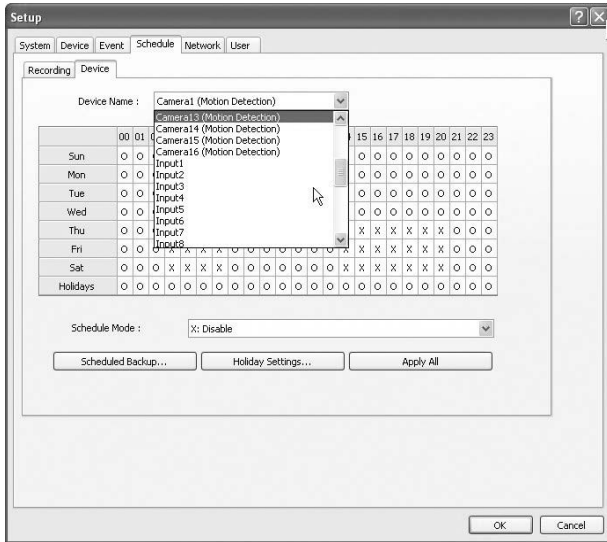 Setup
System Device Event Schedule Network User
Recording Device
Device Name : Camera1 (Motion Detection)
Camera13 (Motion Detection)
Camera14 (Motion Detection)
Camera15 (Motion Detection)
Camera16 (Motion Detection)
Input1
Input2
Input3
Input4
Input5
Input6
Input7
Input8
00 01 15 16 17 18 19 20 21 22 23
Sun O O O O O O O O O O O
Mon O O O O O O O O O O O
Tue O O O O O O O O O O O
Wed O O O O O O O O O O O
Thu O O X X X X X X O O O
Fri O O X X X X X X O O O
Sat O O O X X X X O O O O O O O X X X X X X X O O O
Holidays O O O O O O O O O O O O O O O O O O O O O O O O
Schedule Mode : X: Disable
Scheduled Backup... Holiday Settings... Apply All
OK Cancel